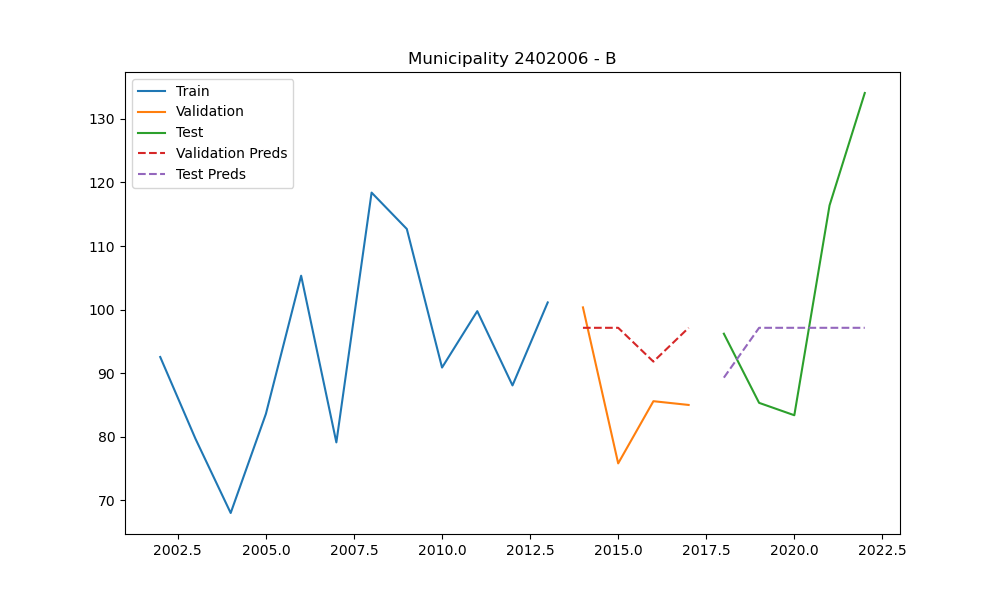 Municipality 2402006 - B
Train
Validation
Test
Validation Preds
Test Preds
130
120
110
100
90
80
70
2002.5 2005.0 2007.5 2010.0 2012.5 2015.0 2017.5 2020.0 2022.5